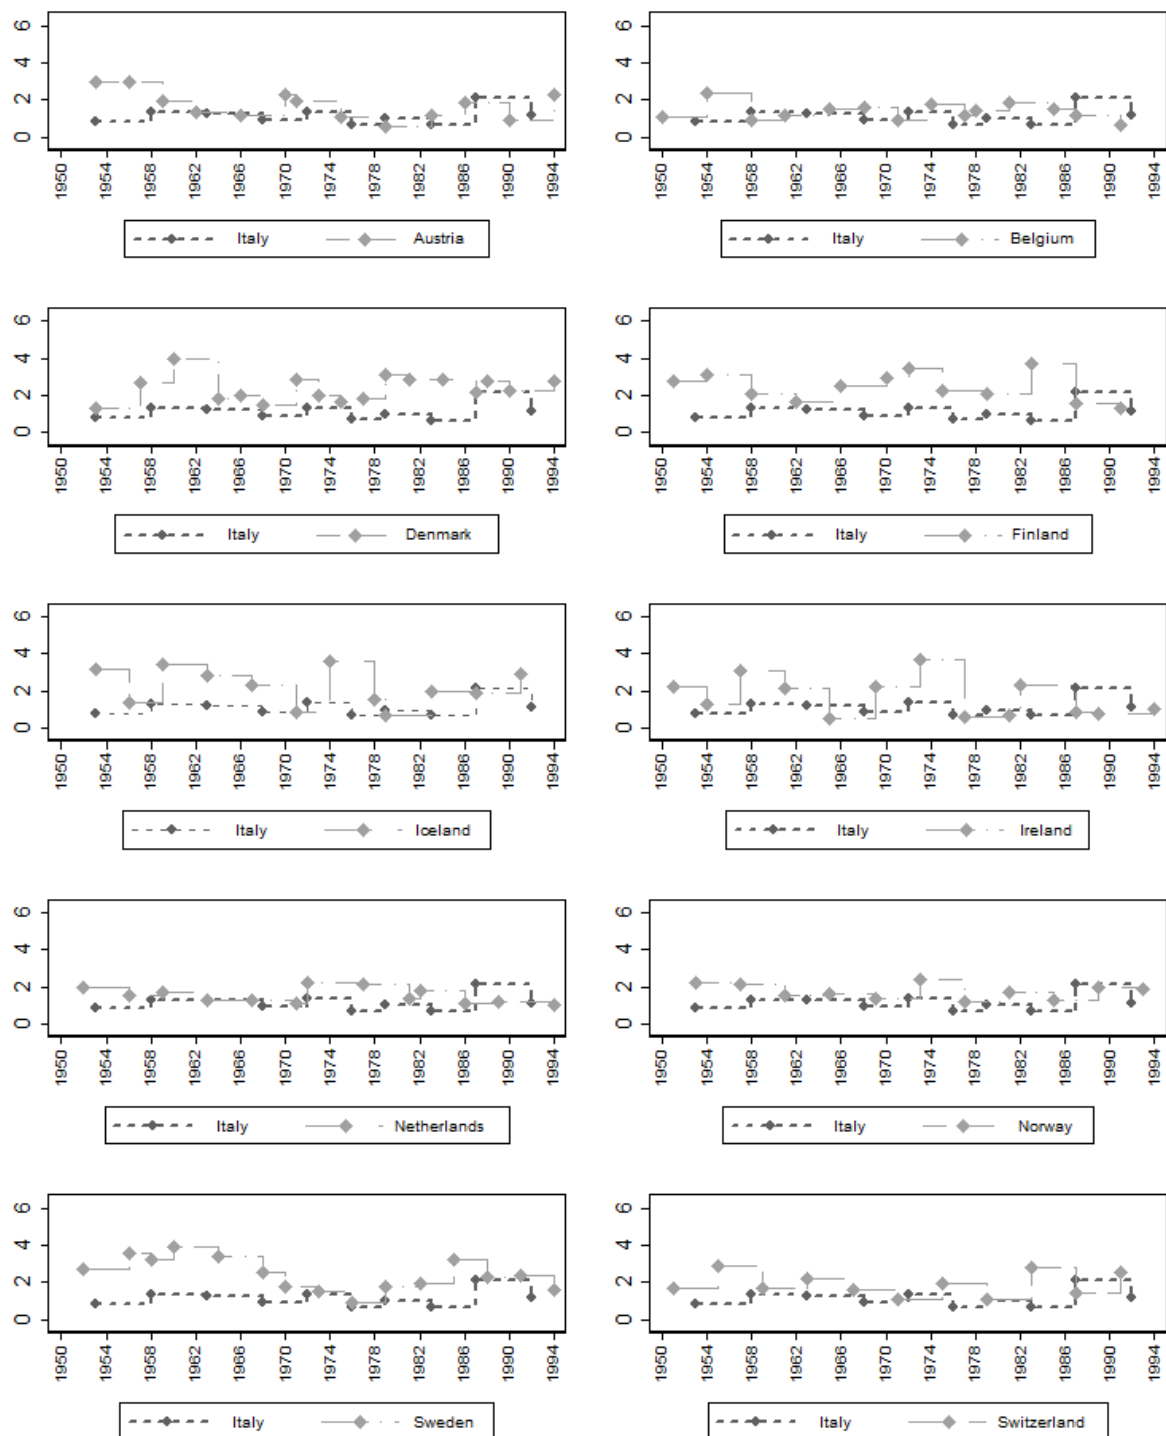 6 6
4 4
2 2
0 0
1950 1954 1958 1962 1966 1970 1974 1978 1982 1986 1990 1994 1950 1954 1958 1962 1966 1970 1974 1978 1982 1986 1990 1994
Italy Austria Italy Belgium
6 6
4 4
2 2
0 0
1950 1954 1958 1962 1966 1970 1974 1978 1982 1986 1990 1994 1950 1954 1958 1962 1966 1970 1974 1978 1982 1986 1990 1994
Italy Denmark Italy Finland
6 6
4 4
2 2
0 0
1950 1954 1958 1962 1966 1970 1974 1978 1982 1986 1990 1994 1950 1954 1958 1962 1966 1970 1974 1978 1982 1986 1990 1994
Italy Iceland Italy Ireland
6 6
4 4
2 2
0 0
1950 1954 1958 1962 1966 1970 1974 1978 1982 1986 1990 1994 1950 1954 1958 1962 1966 1970 1974 1978 1982 1986 1990 1994
Italy Netherlands Italy Norway
6 6
4 4
2 2
0 0
1950 1954 1958 1962 1966 1970 1974 1978 1982 1986 1990 1994 1950 1954 1958 1962 1966 1970 1974 1978 1982 1986 1990 1994
Italy Sweden Italy Switzerland